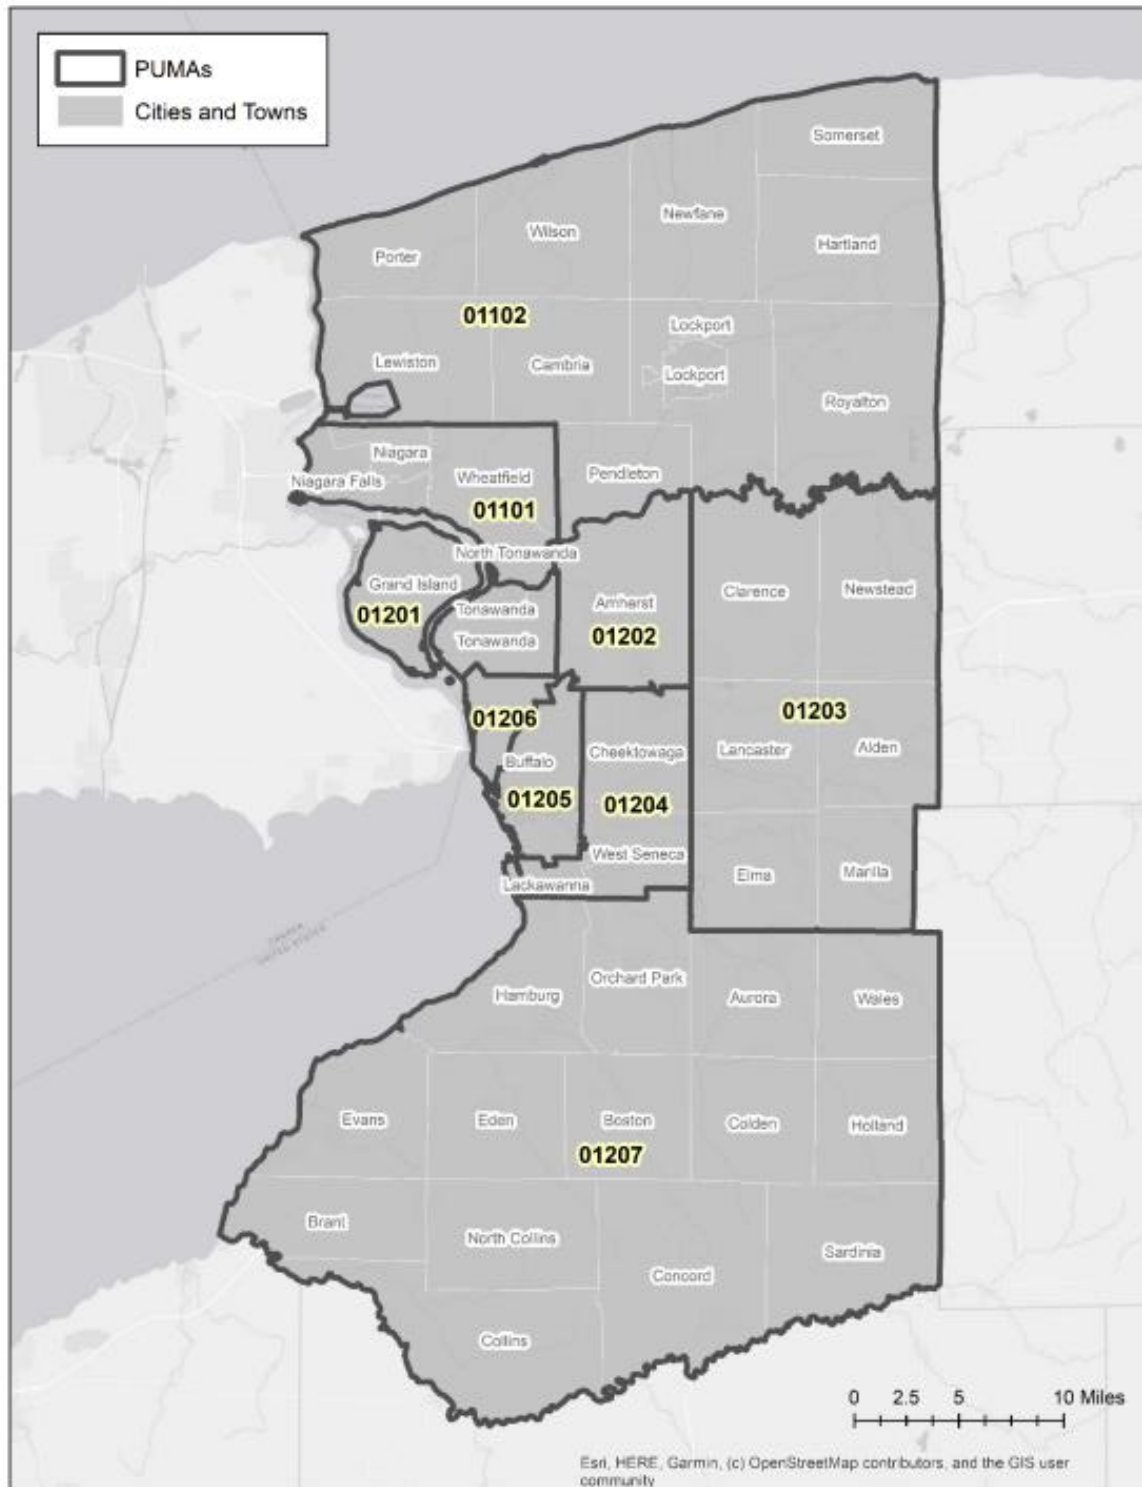 PUMAs
Cities and Towns
Somerset
Newfane
Wilson
Hartland
Porter
01102
Lockport
Lewiston
Cambria
Lockport
Royalton
Niagara
Niagara Falls
Wheatfield
Pendleton
01101
North Tonawanda
Grand Island
Clarence
Newstead
01201
Tonawanda
Amherst
Tonawanda
01202
01206
01203
Buffalo
Cheektowaga
Lancaster
Alden
01205
01204
West Seneca
Elma
Marilla
Lackawanna
Hamburg
Orchard Park
Aurora
Wales
Evans
Eden
Boston
Colden
Holland
01207
Brant
North Collins
Sardinia
Concord
Collins
0 2.5 5 10 Miles
CANADA
UNITED STATES
Esri, HERE, Garmin, (c) OpenStreetMap contributors, and the GIS user
community